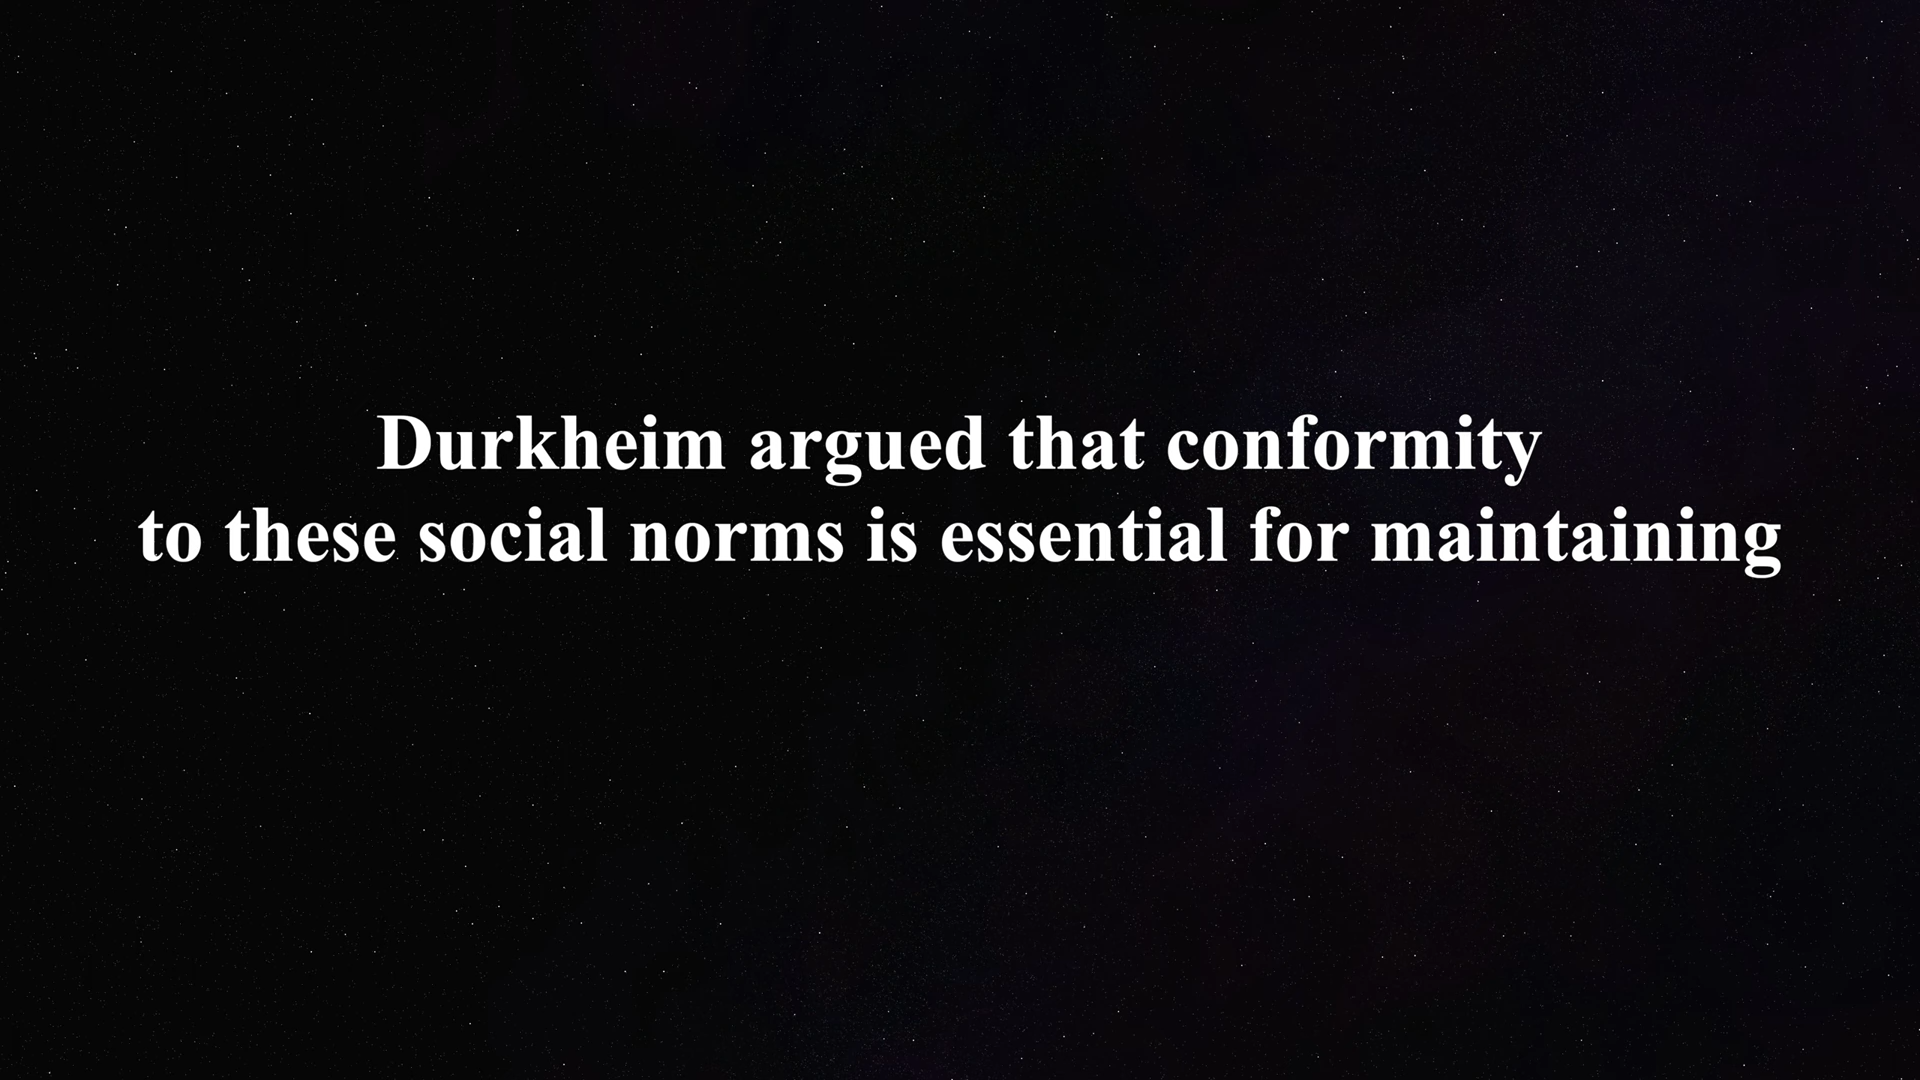 Durkheim argued that conformity
to these social norms is essential for maintaining